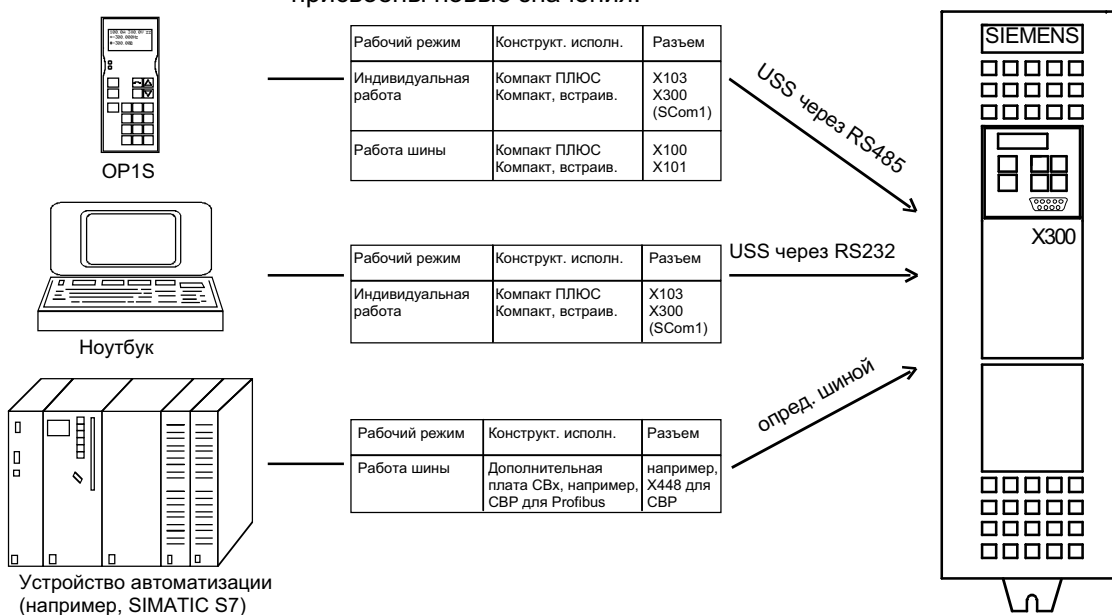 присвоены новые значения.
OP1S
Рабочий режим Конструкт. исполн. Разъем
Индивидуальная Компакт ПЛЮС X103
работа Компакт, встраив. X300
(SCom1)
Работа шины Компакт ПЛЮС X100
Компакт, встраив. X101
USS через RS485
SIEMENS
X300
Ноутбук
Рабочий режим Конструкт. исполн. Разъем
Индивидуальная Компакт ПЛЮС X103
работа Компакт, встраив. X300
(SCom1)
USS через RS232
Устройство автоматизации
(например, SIMATIC S7)
Рабочий режим Конструкт. исполн. Разъем
Работа шины Дополнительная например,
плата CBx, например, X448 для
CBP для Profibus CBP
опред. шиной